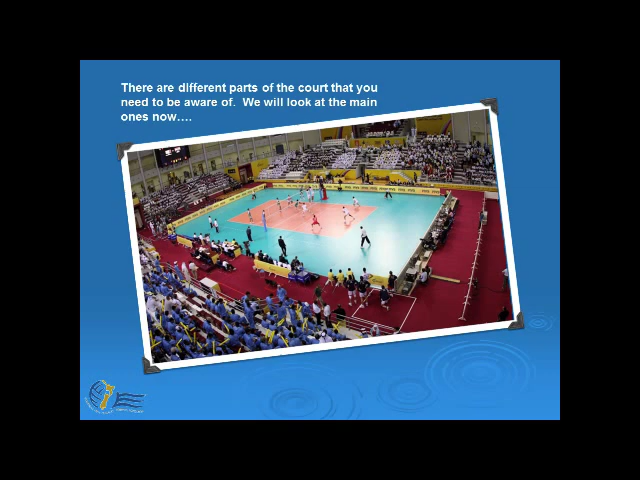 There are different parts of the court that you
need to be aware of.  We will look at the main
ones now….